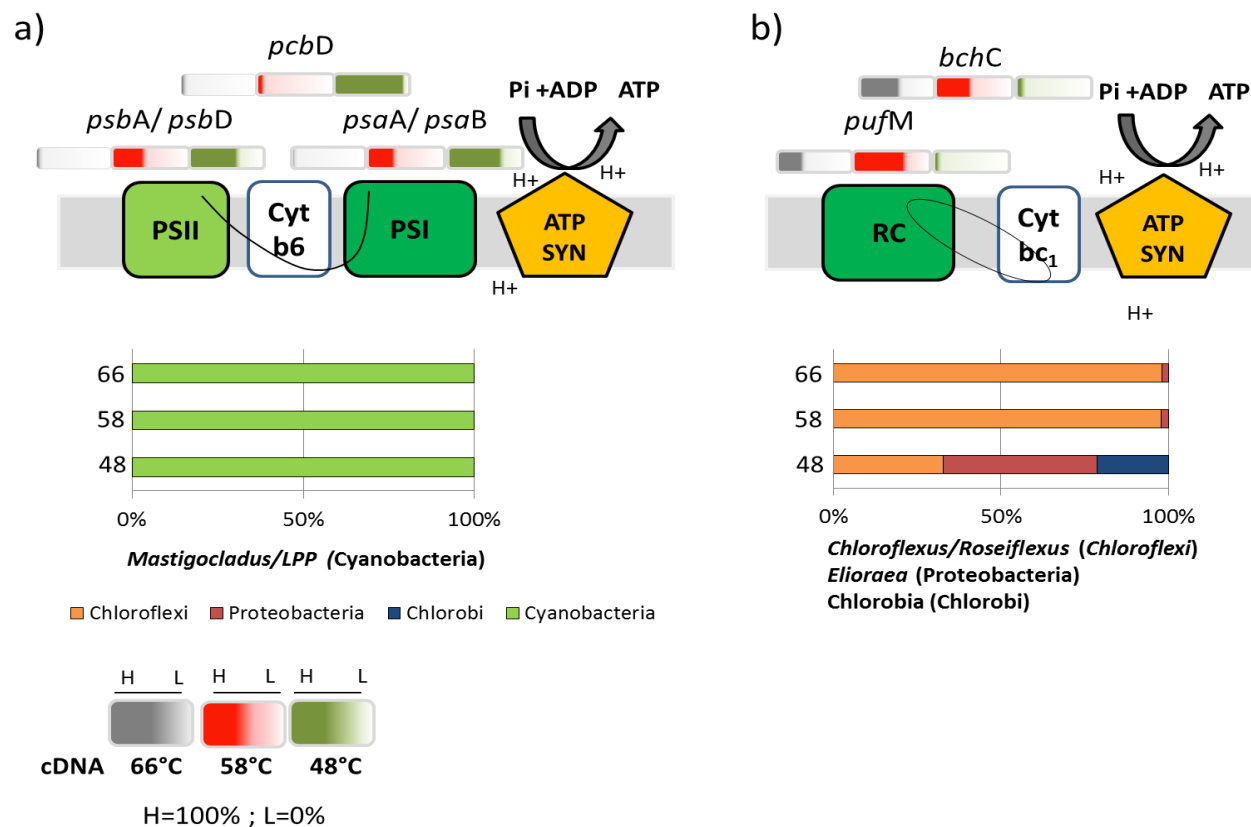 a)
pcbD
psbA/ psbD
psaA/ psaB
Pi +ADP ATP
H+
H+
PSII
Cyt
b6
PSI
ATP
SYN
H+
66
58
48
0% 50% 100%
Mastigocladus/LPP (Cyanobacteria)
Chloroflexi Proteobacteria Chlorobi Cyanobacteria
H L H L H L
cDNA 66°C 58°C 48°C
H=100% ; L=0%
b)
bchC
pufM
Pi +ADP ATP
H+
H+
RC
Cyt
bc₁
ATP
SYN
H+
66
58
48
0% 50% 100%
Chloroflexus/Roseiflexus (Chloroflexi)
Elioraea (Proteobacteria)
Chlorobia (Chlorobi)